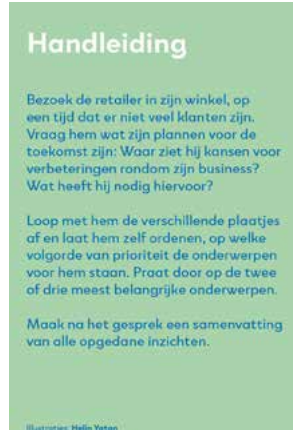 Handleiding
Bezoek de retailer in zijn winkel, op
een tijd dat er niet veel klanten zijn.
Vraag hem wat zijn plannen voor de
toekomst zijn: Waar ziet hij kansen voor
verbeteringen rondom zijn business?
Wat heeft hij nodig hiervoor?
Loop met hem de verschillende plaatjes
af en laat hem zelf ordenen, op welke
volgorde van prioriteit de onderwerpen
voor hem staan. Praat door op de twee
of drie meest belangrijke onderwerpen.
Maak na het gesprek een samenvatting
van alle opgedane inzichten.
Illustraties: Helin